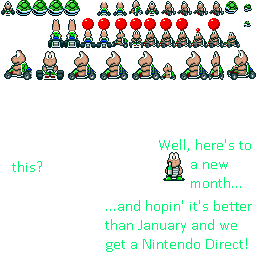 Well, here's to
this?
a new
month...
...and hopin' it's better
than January and we
get a Nintendo Direct!